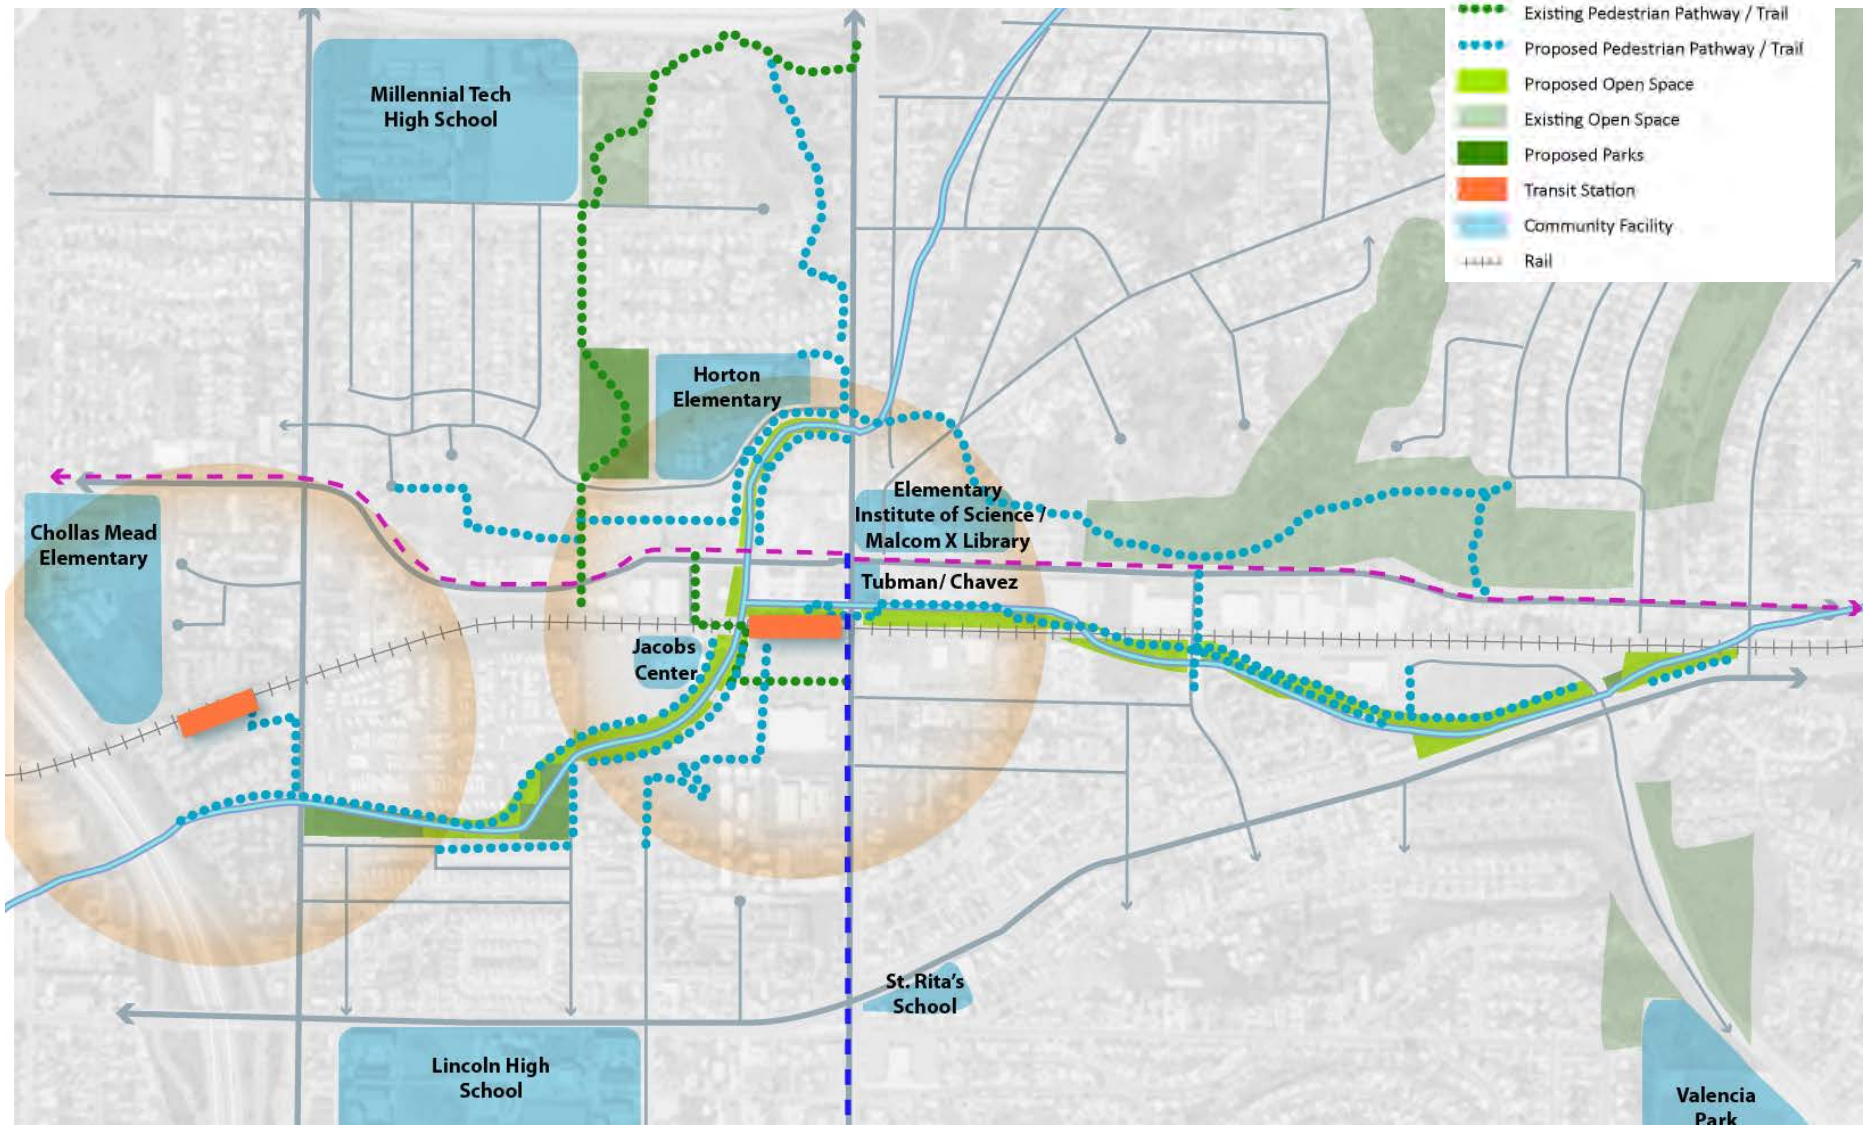 Existing Pedestrian Pathway / Trail
Proposed Pedestrian Pathway / Trail
Proposed Open Space
Existing Open Space
Proposed Parks
Transit Station
Community Facility
Rail
Millennial Tech
High School
Horton
Elementary
Elementary
Institute of Science /
Malcom X Library
Chollas Mead
Elementary
Tubman/ Chavez
Jacobs
Center
St. Rita's
School
Lincoln High
School
Valencia
Park